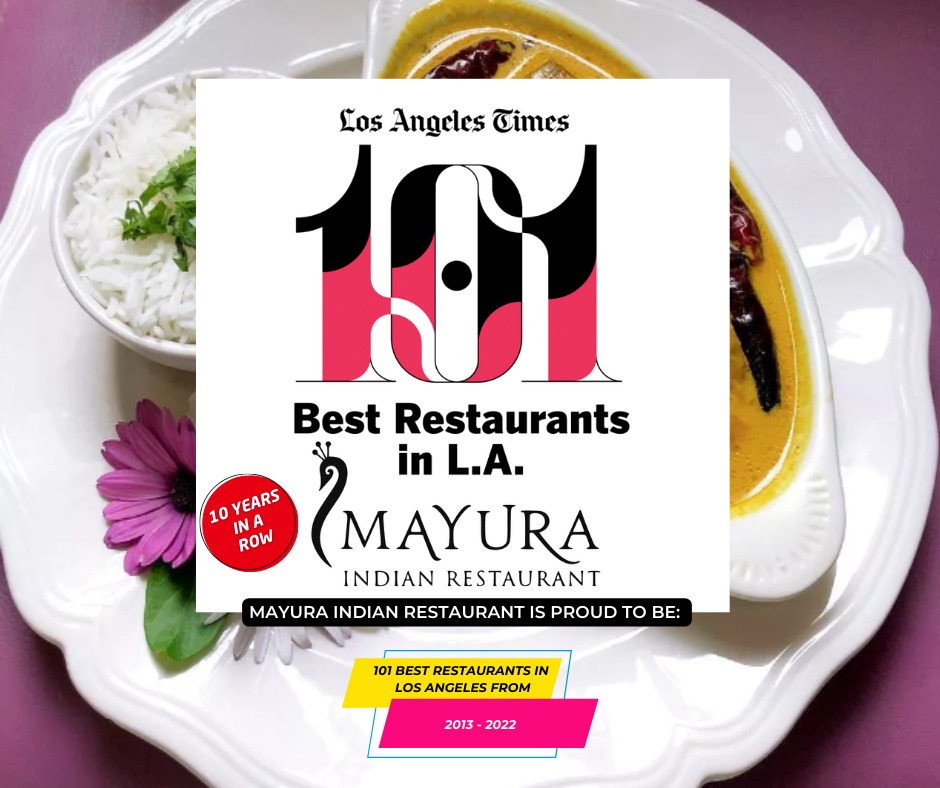 Los Angeles Times
101
Best Restaurants
in L.A.
10 YEARS
IN A
ROW
MAYURA
INDIAN RESTAURANT
MAYURA INDIAN RESTAURANT IS PROUD TO BE:
101 BEST RESTAURANTS IN
LOS ANGELES FROM
2013 - 2022